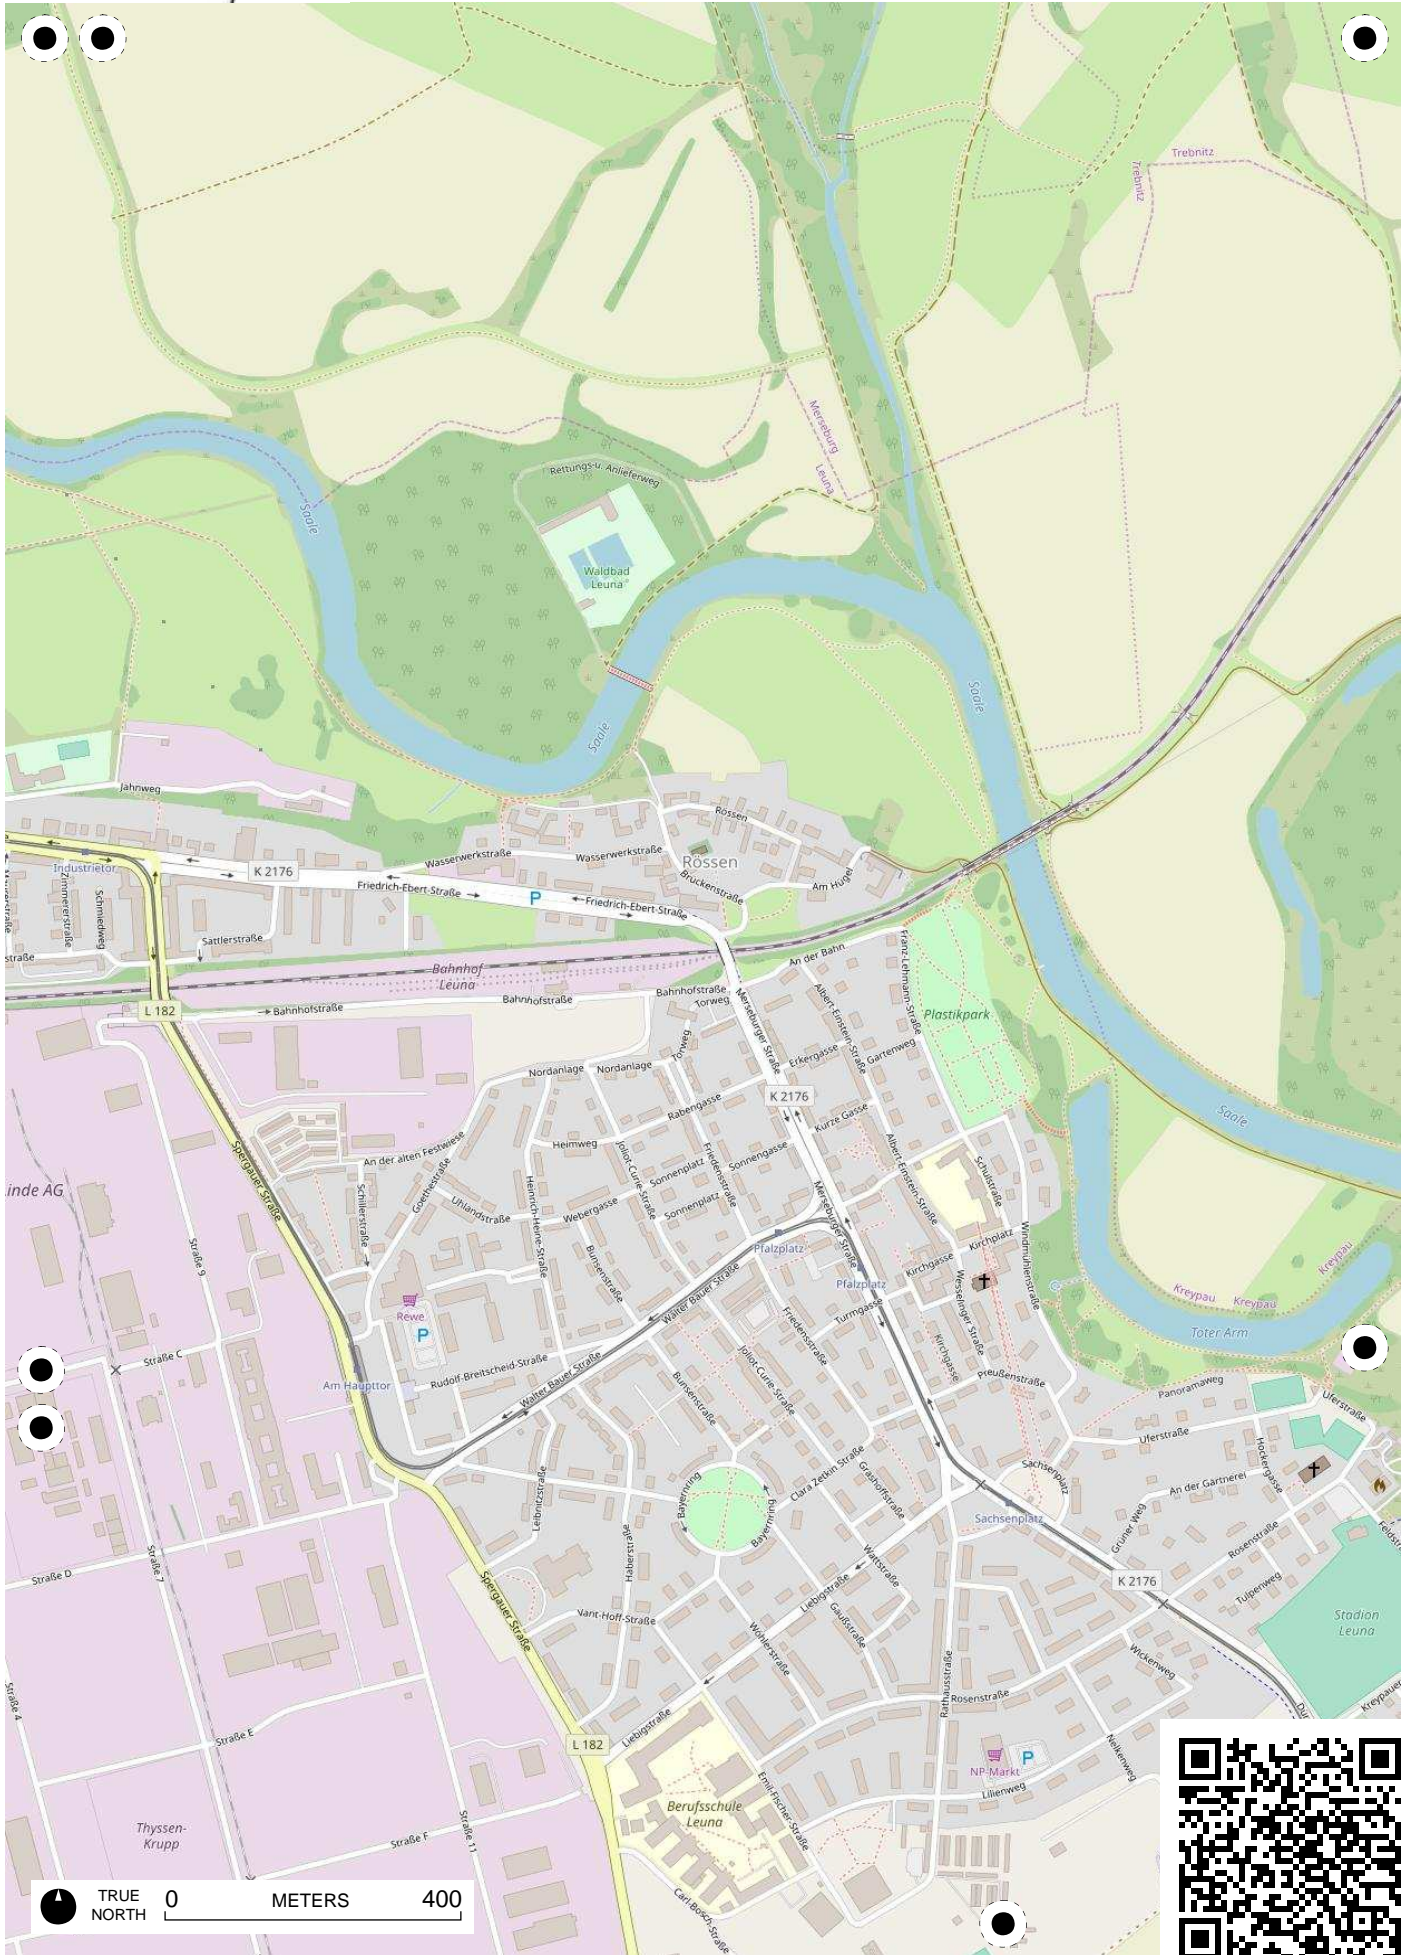 Trebnitz
Trebnitz
Merseburg
Leuna
Rettungs-u. Anlieferweg
Saale
Waldbad
Leuna
Saale
Saale
Jahnweg
Rössen
Industrietor
K 2176
Wasserwerkstraße
Wasserwerkstraße
Rössen
Friedrich-Ebert-Straße
P
Friedrich-Ebert-Straße
Brückenstraße
Am Hügel
Zimmererstraße
Schmiedweg
Sattlerstraße
straße
Bahnhof
Leuna
An der Bahn
Franz-Lehmann-Straße
Bahnhofstraße
Bahnhofstraße
Bahnhofstraße
Torweg
L 182
Merseburger Straße
Albert-Einstein-Straße
Plastikpark
Torweg
Erkergasse
Gartenweg
Nordanlage
Nordanlage
K 2176
Rabengasse
Kurze Gasse
Saale
Spergauer Straße
An der alten Festwiese
Heimweg
Joliot-Curie-Straße
Friedensstraße
Sonnengasse
Sonnenplatz
Sonnenplatz
Albert-Einstein-Straße
Schulstraße
Linde AG
Schillerstraße
Goethestraße
Uhlandstraße
Heinrich-Heine-Straße
Webergasse
Merseburger Straße
Windmühlenstraße
Straße 9
Bunsenstraße
Pfalzplatz
Pfalzplatz
Kirchgasse
Kirchplatz
Kreypau
Kreypau
Kreypau
Rewe
P
Walter Bauer Straße
Turmgasse
Friedensstraße
Wesselinger Straße
Toter Arm
Straße C
Am Haupttor
Rudolf-Breitscheid-Straße
Walter Bauer Straße
Bunsenstraße
Joliot-Curie-Straße
Kirchgasse
Preußenstraße
Panoramaweg
Uferstraße
Uferstraße
Hockergasse
Leibnitzstraße
Bayernring
Bayernring
Bayernring
Clara Zetkin Straße
Grashoffstraße
Sachsenplatz
Sachsenplatz
An der Gärtnerei
Grüner Weg
Rosenstraße
Straße D
Straße 7
Spergauer Straße
Haberstraße
Wattstraße
Liebigstraße
K 2176
Tulpenweg
Stadion
Leuna
Vant-Hoff-Straße
Wöhlerstraße
Gaußstraße
Rathausstraße
Wickenweg
Straße 4
Straße E
Rosenstraße
Liebigstraße
L 182
Nelkenweg
NP-Markt
P
Lilienweg
Emil-Fischer-Straße
Berufsschule
Leuna
Thyssen-
Krupp
Straße F
Straße 11
Carl-Bosch-Straße
TRUE
NORTH
0 METERS 400